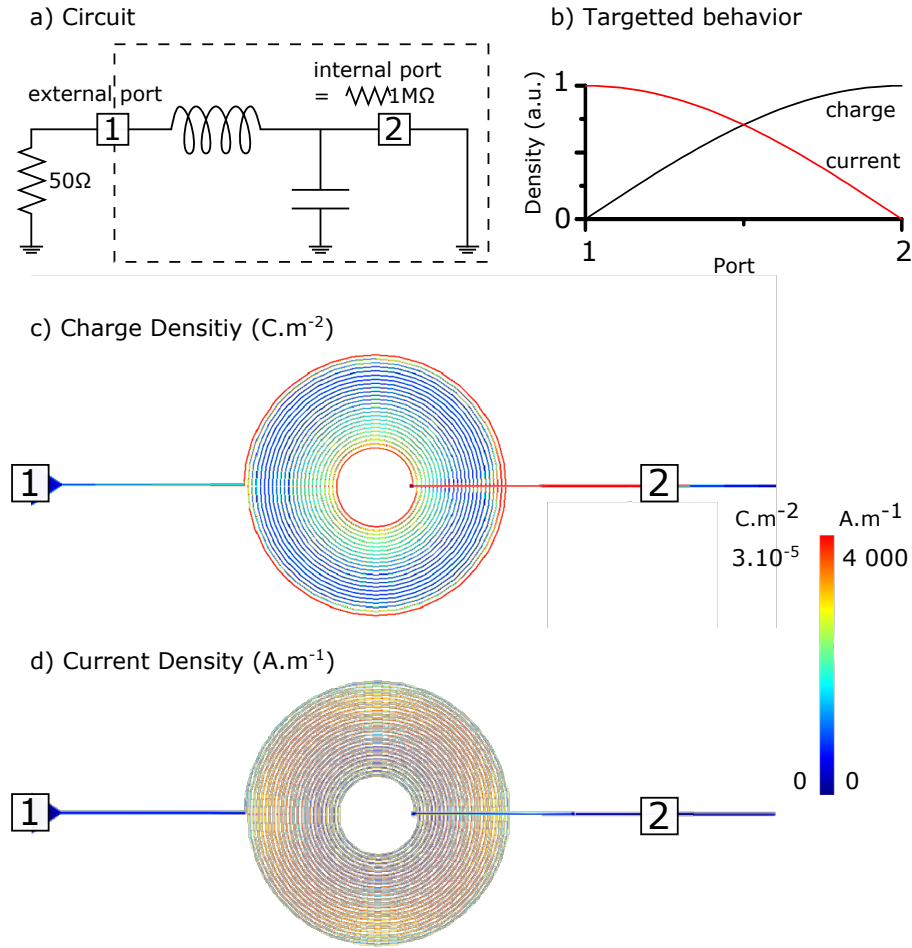 a) Circuit
b) Targetted behavior
internal port
= 1MΩ
external port
1
2
50Ω
Density (a.u.)
1
0
charge
current
1
2
Port
c) Charge Densitiy (C.m⁻²)
1
2
C.m⁻² A.m⁻¹
3.10⁻⁵ 4 000
d) Current Density (A.m⁻¹)
0 0
1
2